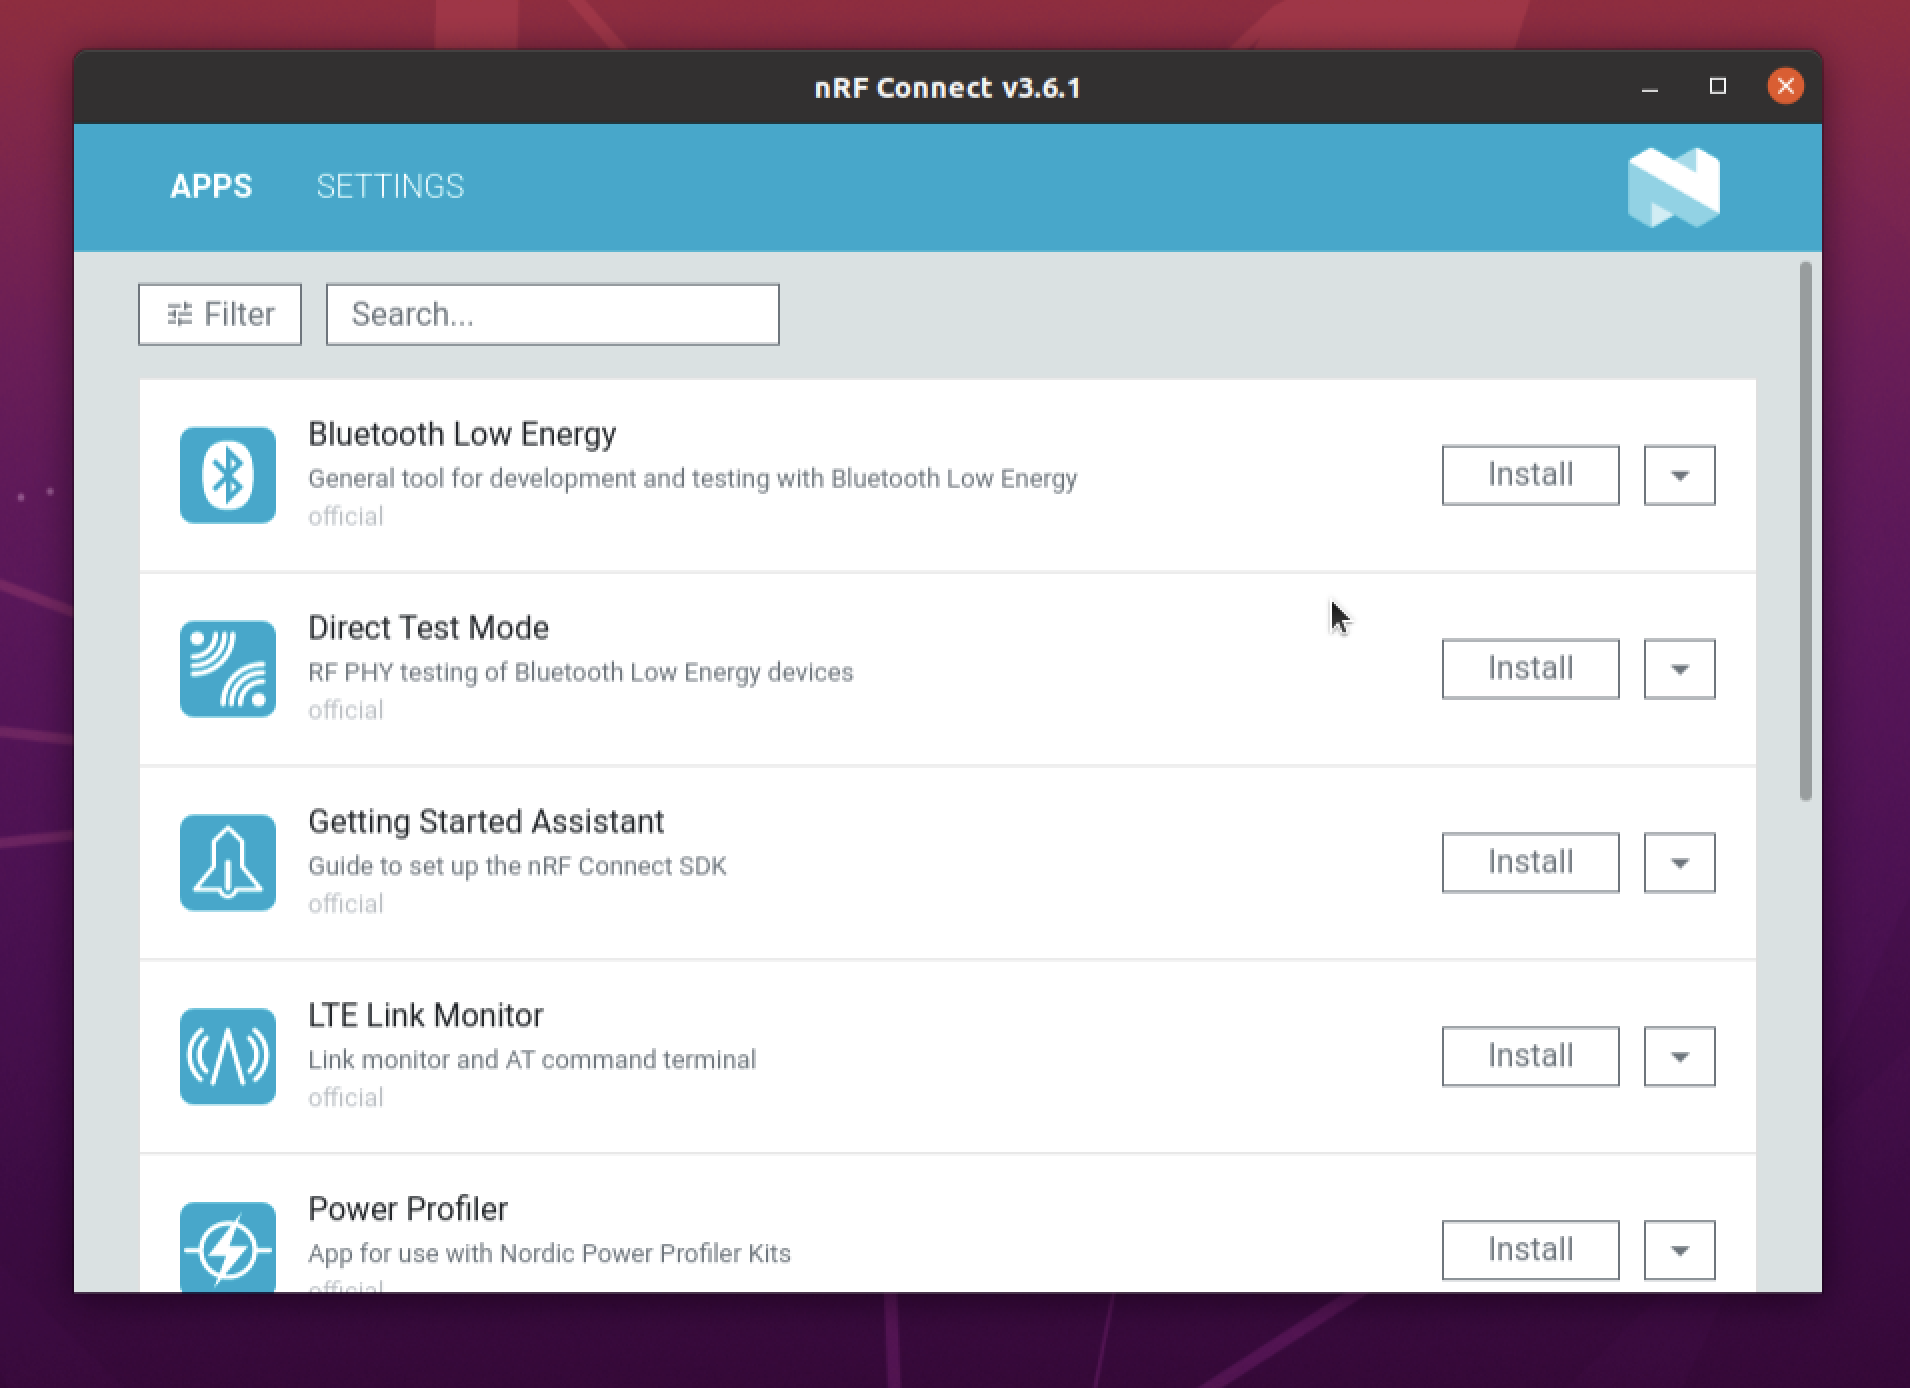 nRF Connect v3.6.1
APPS
SETTINGS
Filter
Search...
Bluetooth Low Energy
General tool for development and testing with Bluetooth Low Energy
official
Install
Direct Test Mode
RF PHY testing of Bluetooth Low Energy devices
official
Install
Getting Started Assistant
Guide to set up the nRF Connect SDK
official
Install
LTE Link Monitor
Link monitor and AT command terminal
official
Install
Power Profiler
App for use with Nordic Power Profiler Kits
official
Install